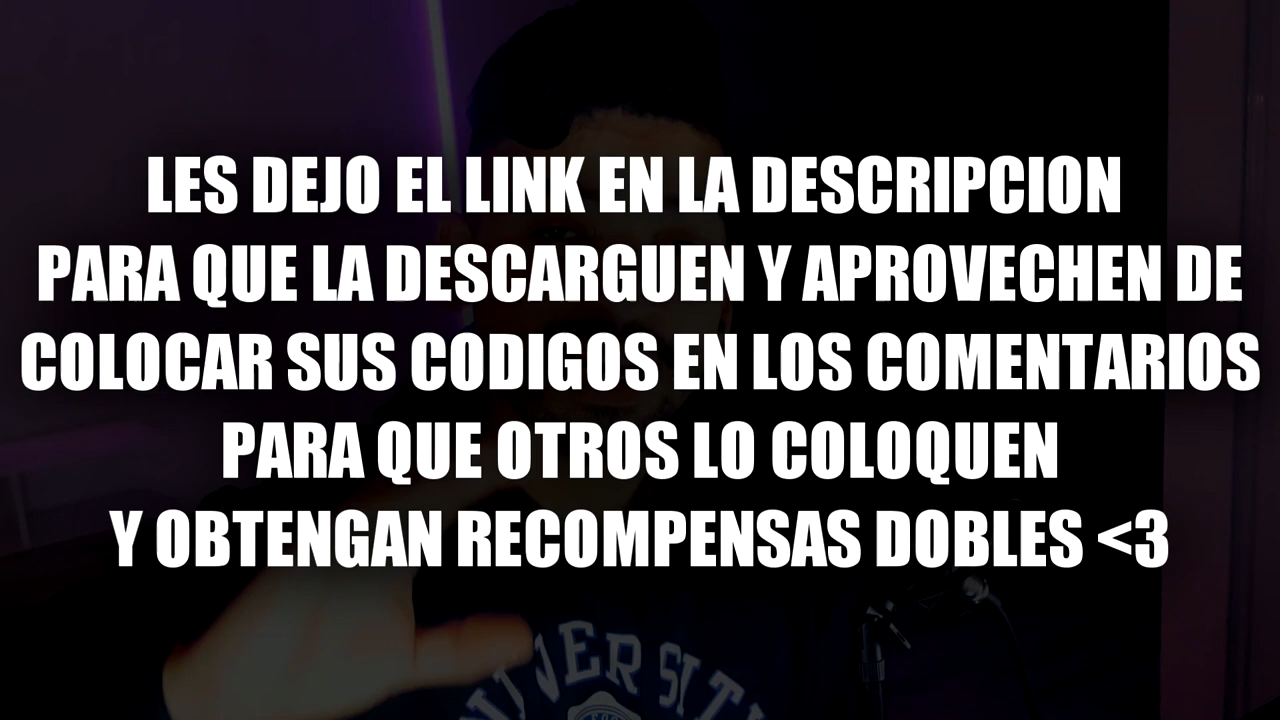 LES DEJO EL LINK EN LA DESCRIPCION
PARA QUE LA DESCARGUEN Y APROVECHEN DE
COLOCAR SUS CODIGOS EN LOS COMENTARIOS
PARA QUE OTROS LO COLOQUEN
Y OBTENGAN RECOMPENSAS DOBLES <3